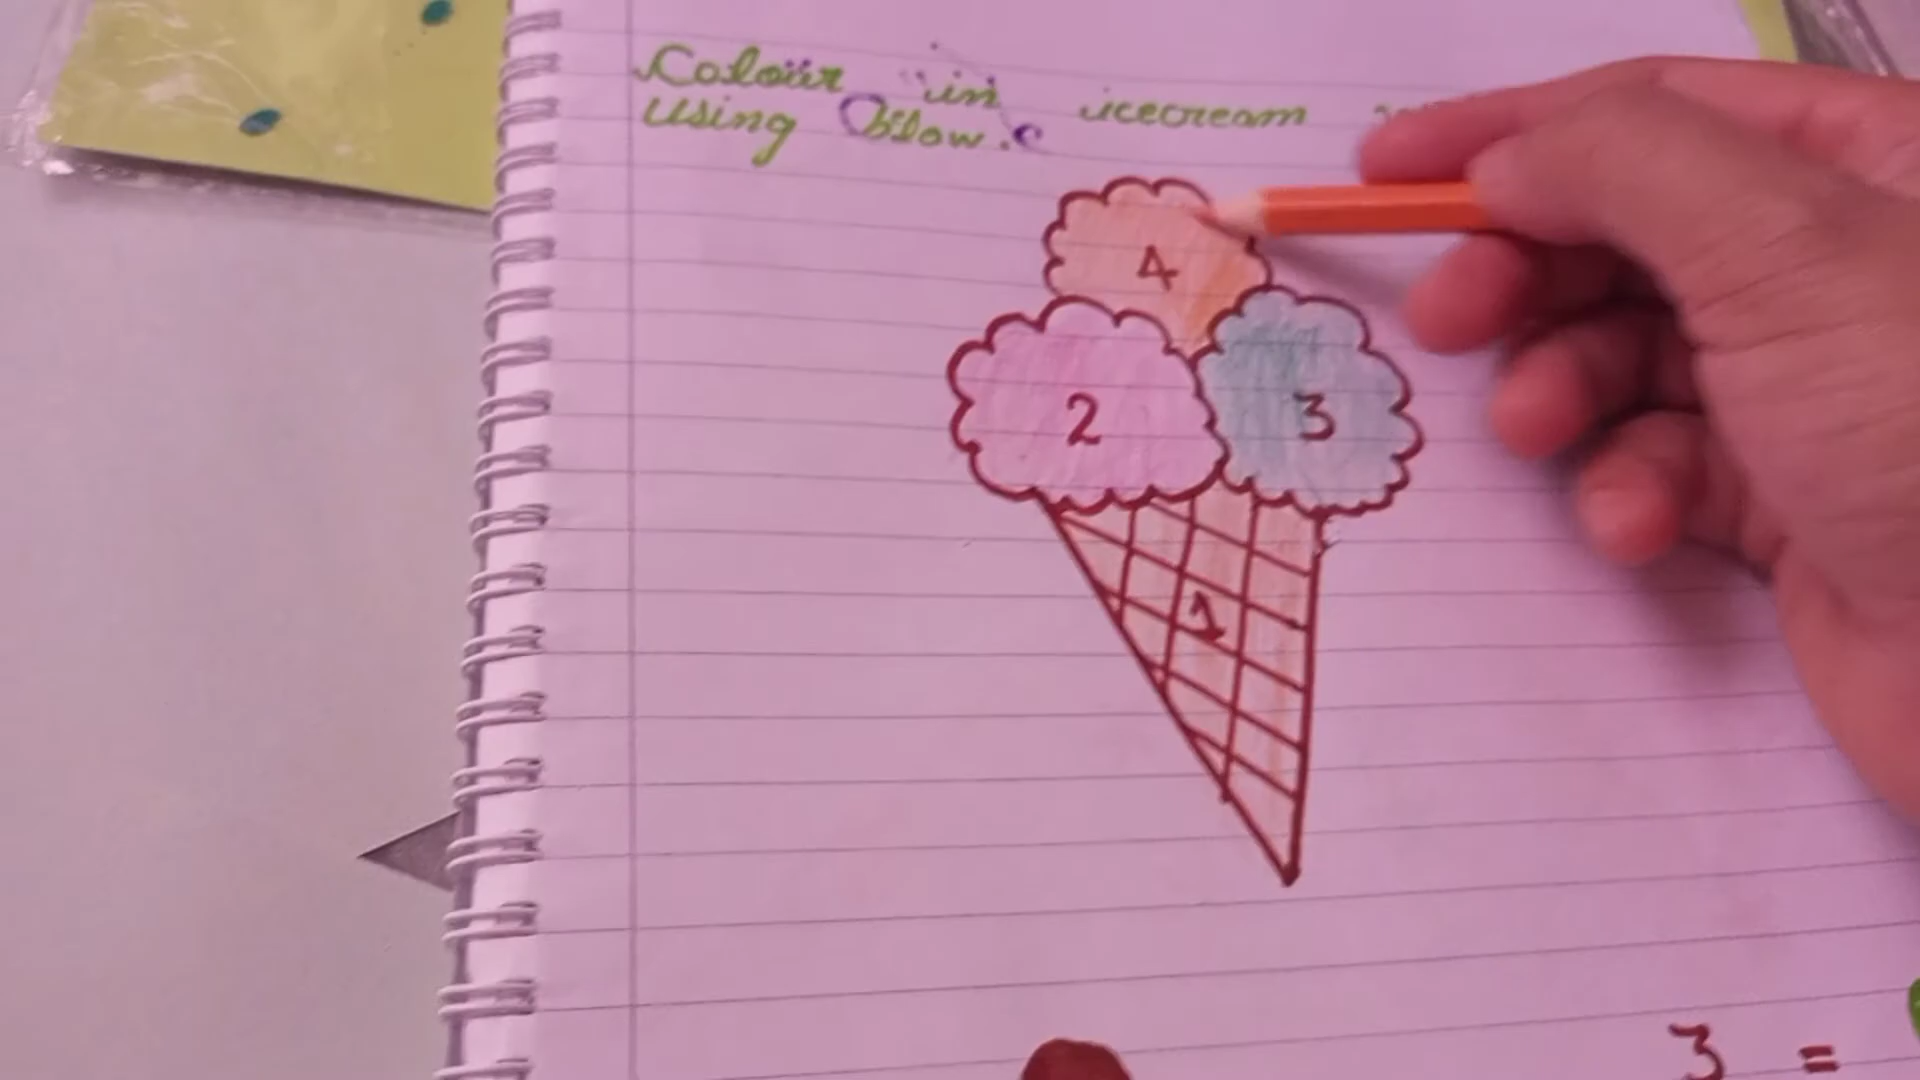 Colour in icecream
using blow.
4
2 3
1
3 =